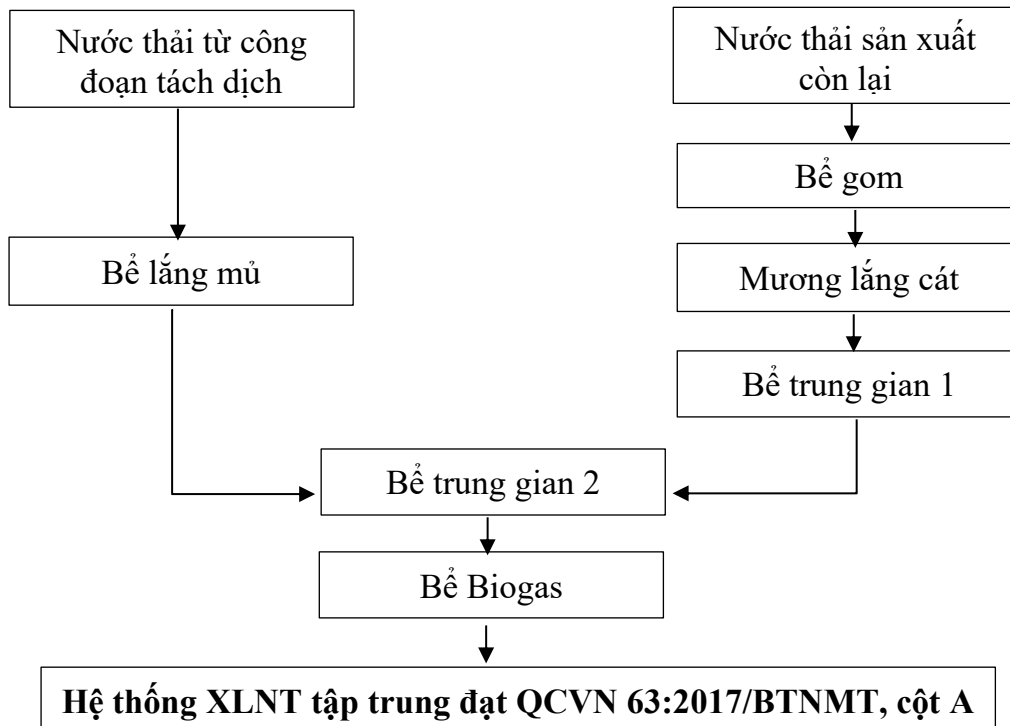 Nước thải từ công
đoạn tách dịch
Nước thải sản xuất
còn lại
Bể gom
Bể lắng mủ
Mương lắng cát
Bể trung gian 1
Bể trung gian 2
Bể Biogas
Hệ thống XLNT tập trung đạt QCVN 63:2017/BTNMT, cột A